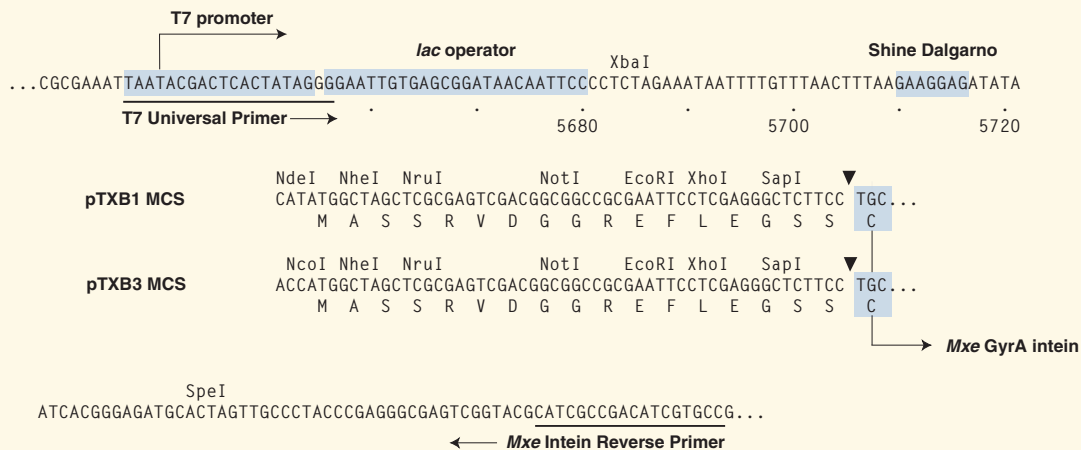 T7 promoter
lac operator
XbaI
Shine Dalgarno
...CGCGAAATTAATACGACTCACTATAGGGGAATTGTGAGCGGATAACAATTCCCCTCTAGAAATAATTTTGTTTAACTTTAAGAAGGAGATATA
T7 Universal Primer
5680
5700
5720
NdeI NheI NruI NotI EcoRI XhoI SapI
pTXB1 MCS
CATATGGCTAGCTCGCGAGTCGACGGCGGCCGCGAATTCCTCGAGGGCTCTTCC TGC...
M A S S R V D G G R E F L E G S S C
NcoI NheI NruI NotI EcoRI XhoI SapI
pTXB3 MCS
ACCATGGCTAGCTCGCGAGTCGACGGCGGCCGCGAATTCCTCGAGGGCTCTTCC TGC...
M A S S R V D G G R E F L E G S S C
Mxe GyrA intein
SpeI
ATCACGGGAGATGCACTAGTTGCCCTACCCGAGGGCGAGTCGGTACGCATCGCCGACATCGTGCCG...
Mxe Intein Reverse Primer